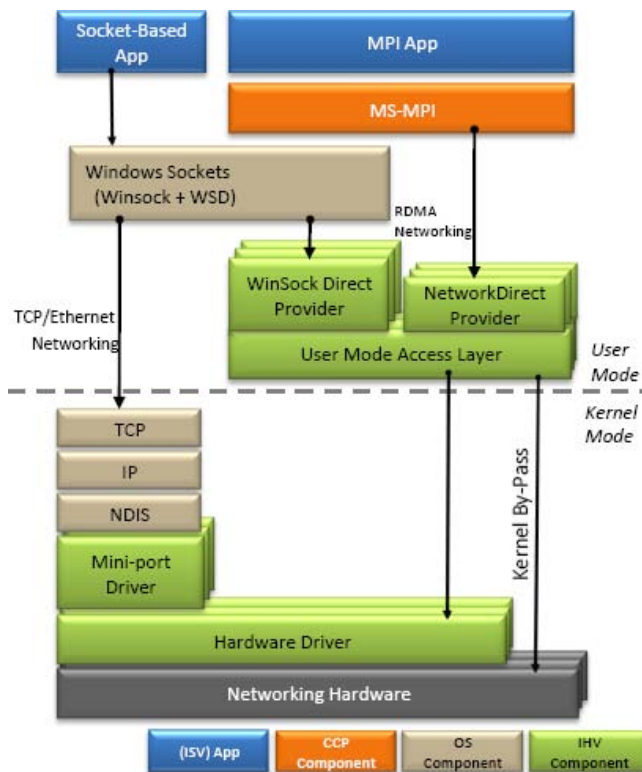 Socket-Based
App
MPI App
MS-MPI
Windows Sockets
(Winsock + WSD)
RDMA
Networking
WinSock Direct
Provider
NetworkDirect
Provider
TCP/Ethernet
Networking
User Mode Access Layer
User
Mode
Kernel
Mode
TCP
IP
NDIS
Mini-port
Driver
Kernel By-Pass
Hardware Driver
Networking Hardware
(ISV) App
CCP
Component
OS
Component
IHV
Component